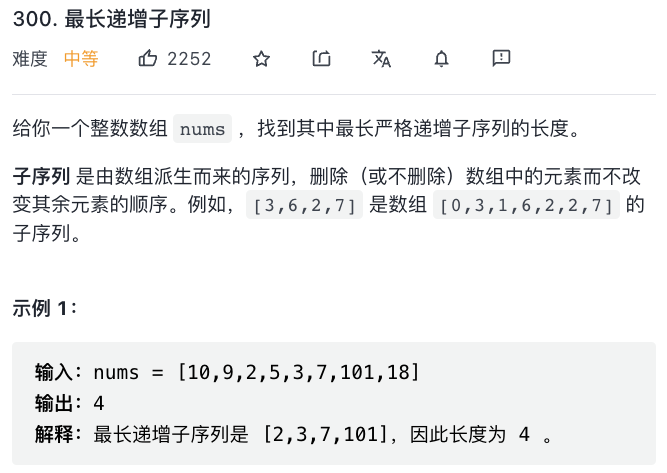 300. 最长递增子序列
难度 中等 2252
给你一个整数数组 nums ，找到其中最长严格递增子序列的长度。
子序列 是由数组派生而来的序列，删除（或不删除）数组中的元素而不改
变其余元素的顺序。例如，[3,6,2,7] 是数组 [0,3,1,6,2,2,7] 的
子序列。
示例 1：
输入：nums = [10,9,2,5,3,7,101,18]
输出：4
解释：最长递增子序列是 [2,3,7,101]，因此长度为 4 。